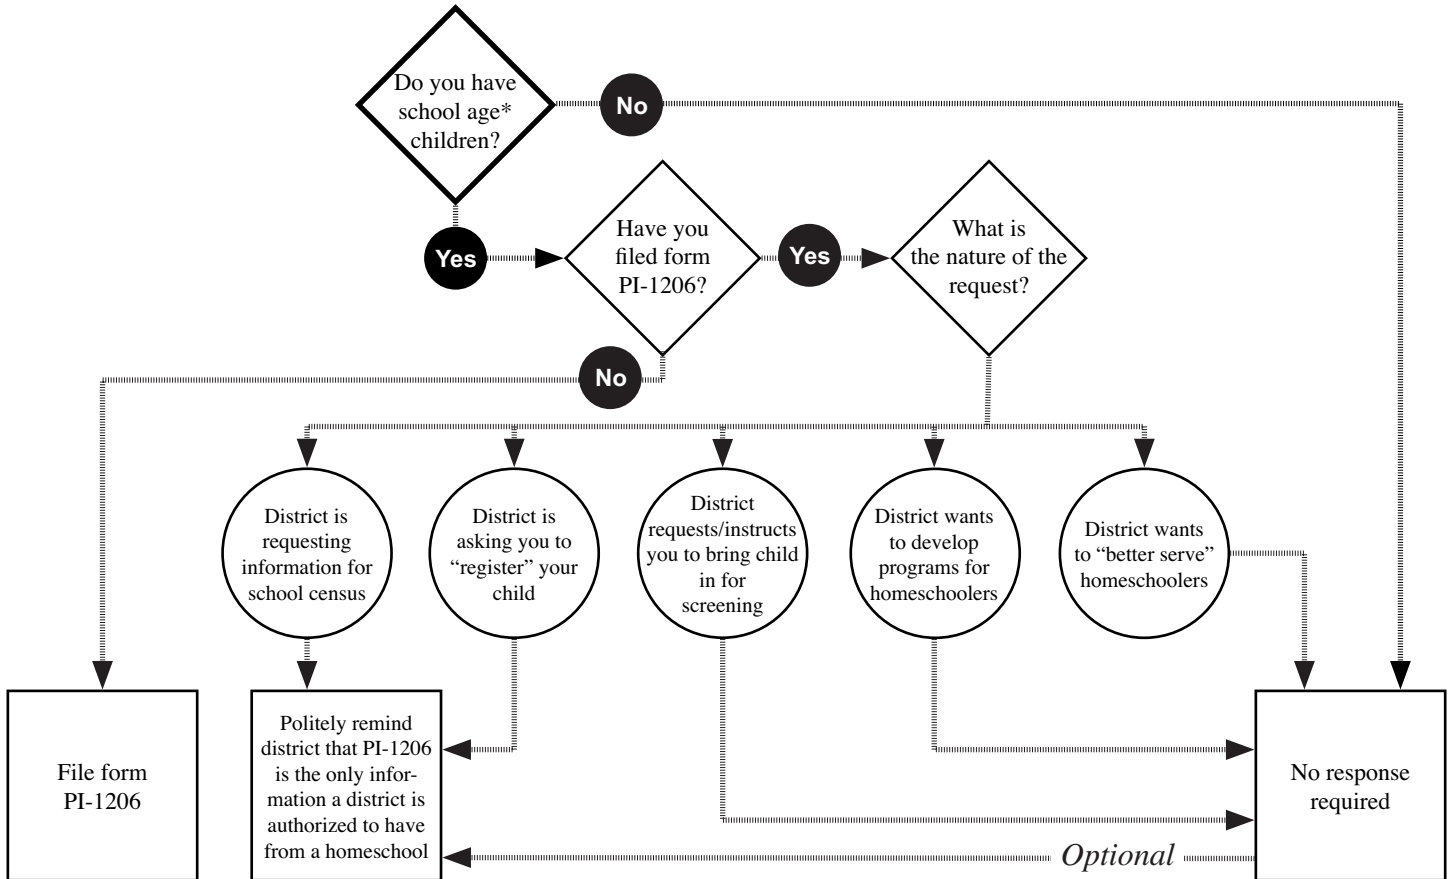 Do you have
school age*
children?
No
Yes
Have you
filed form
PI-1206?
Yes
What is
the nature of the
request?
No
District is
requesting
information for
school census
District is
asking you to
“register” your
child
District
requests/instructs
you to bring child
in for
screening
District wants
to develop
programs for
homeschoolers
District wants
to “better serve”
homeschoolers
File form
PI-1206
Politely remind
district that PI-1206
is the only infor-
mation a district is
authorized to have
from a homeschool
No response
required
Optional